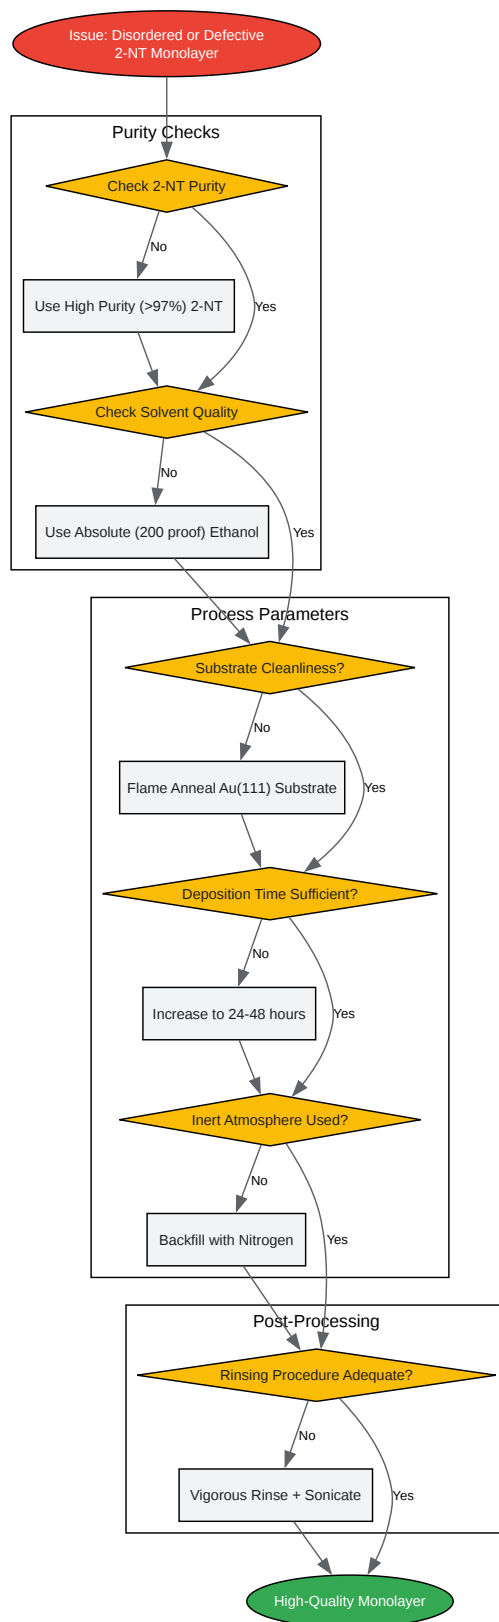 Issue: Disordered or Defective
2-NT Monolayer
Purity Checks
Check 2-NT Purity
No
Yes
Use High Purity (>97%) 2-NT
Check Solvent Quality
No
Yes
Use Absolute (200 proof) Ethanol
Process Parameters
Substrate Cleanliness?
No
Yes
Flame Anneal Au(111) Substrate
Deposition Time Sufficient?
No
Yes
Increase to 24-48 hours
Inert Atmosphere Used?
No
Yes
Backfill with Nitrogen
Post-Processing
Rinsing Procedure Adequate?
No
Yes
Vigorous Rinse + Sonicate
High-Quality Monolayer